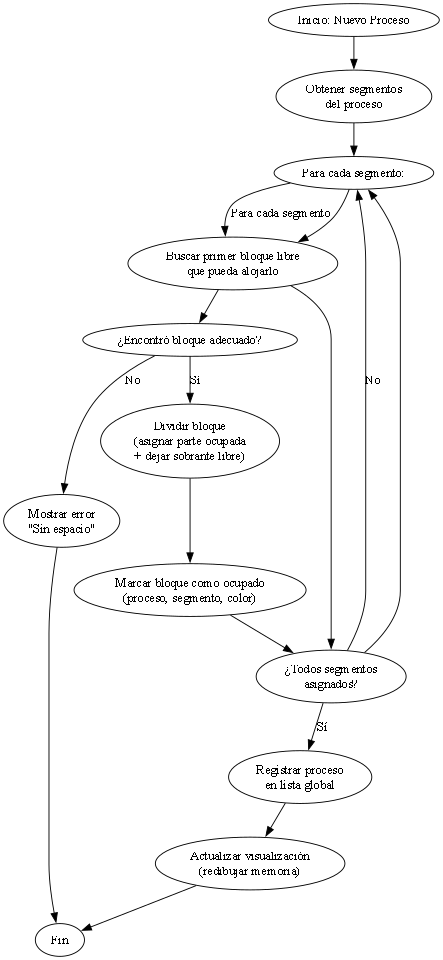 Inicio: Nuevo Proceso
Obtener segmentos
del proceso
Para cada segmento:
Para cada segmento
Buscar primer bloque libre
que pueda alojarlo
¿Encontró bloque adecuado?
No
Sí
No
Dividir bloque
(asignar parte ocupada
+ dejar sobrante libre)
Mostrar error
"Sin espacio"
Marcar bloque como ocupado
(proceso, segmento, color)
¿Todos segmentos
asignados?
Sí
Registrar proceso
en lista global
Actualizar visualización
(redibujar memoria)
Fin